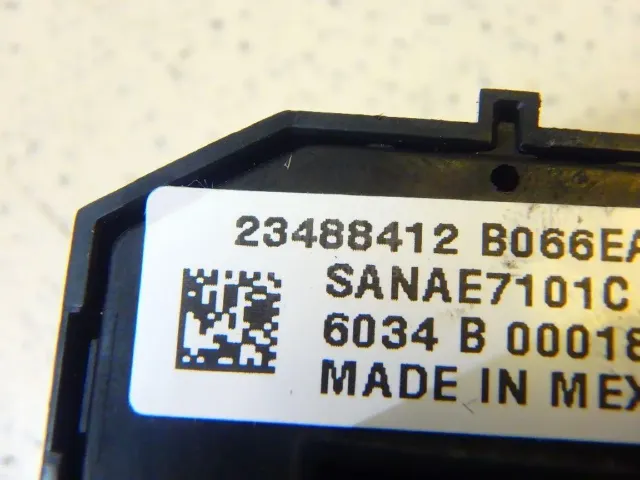 23488412 B066EA
SANAE7101C
6034 B 00018
MADE IN MEX